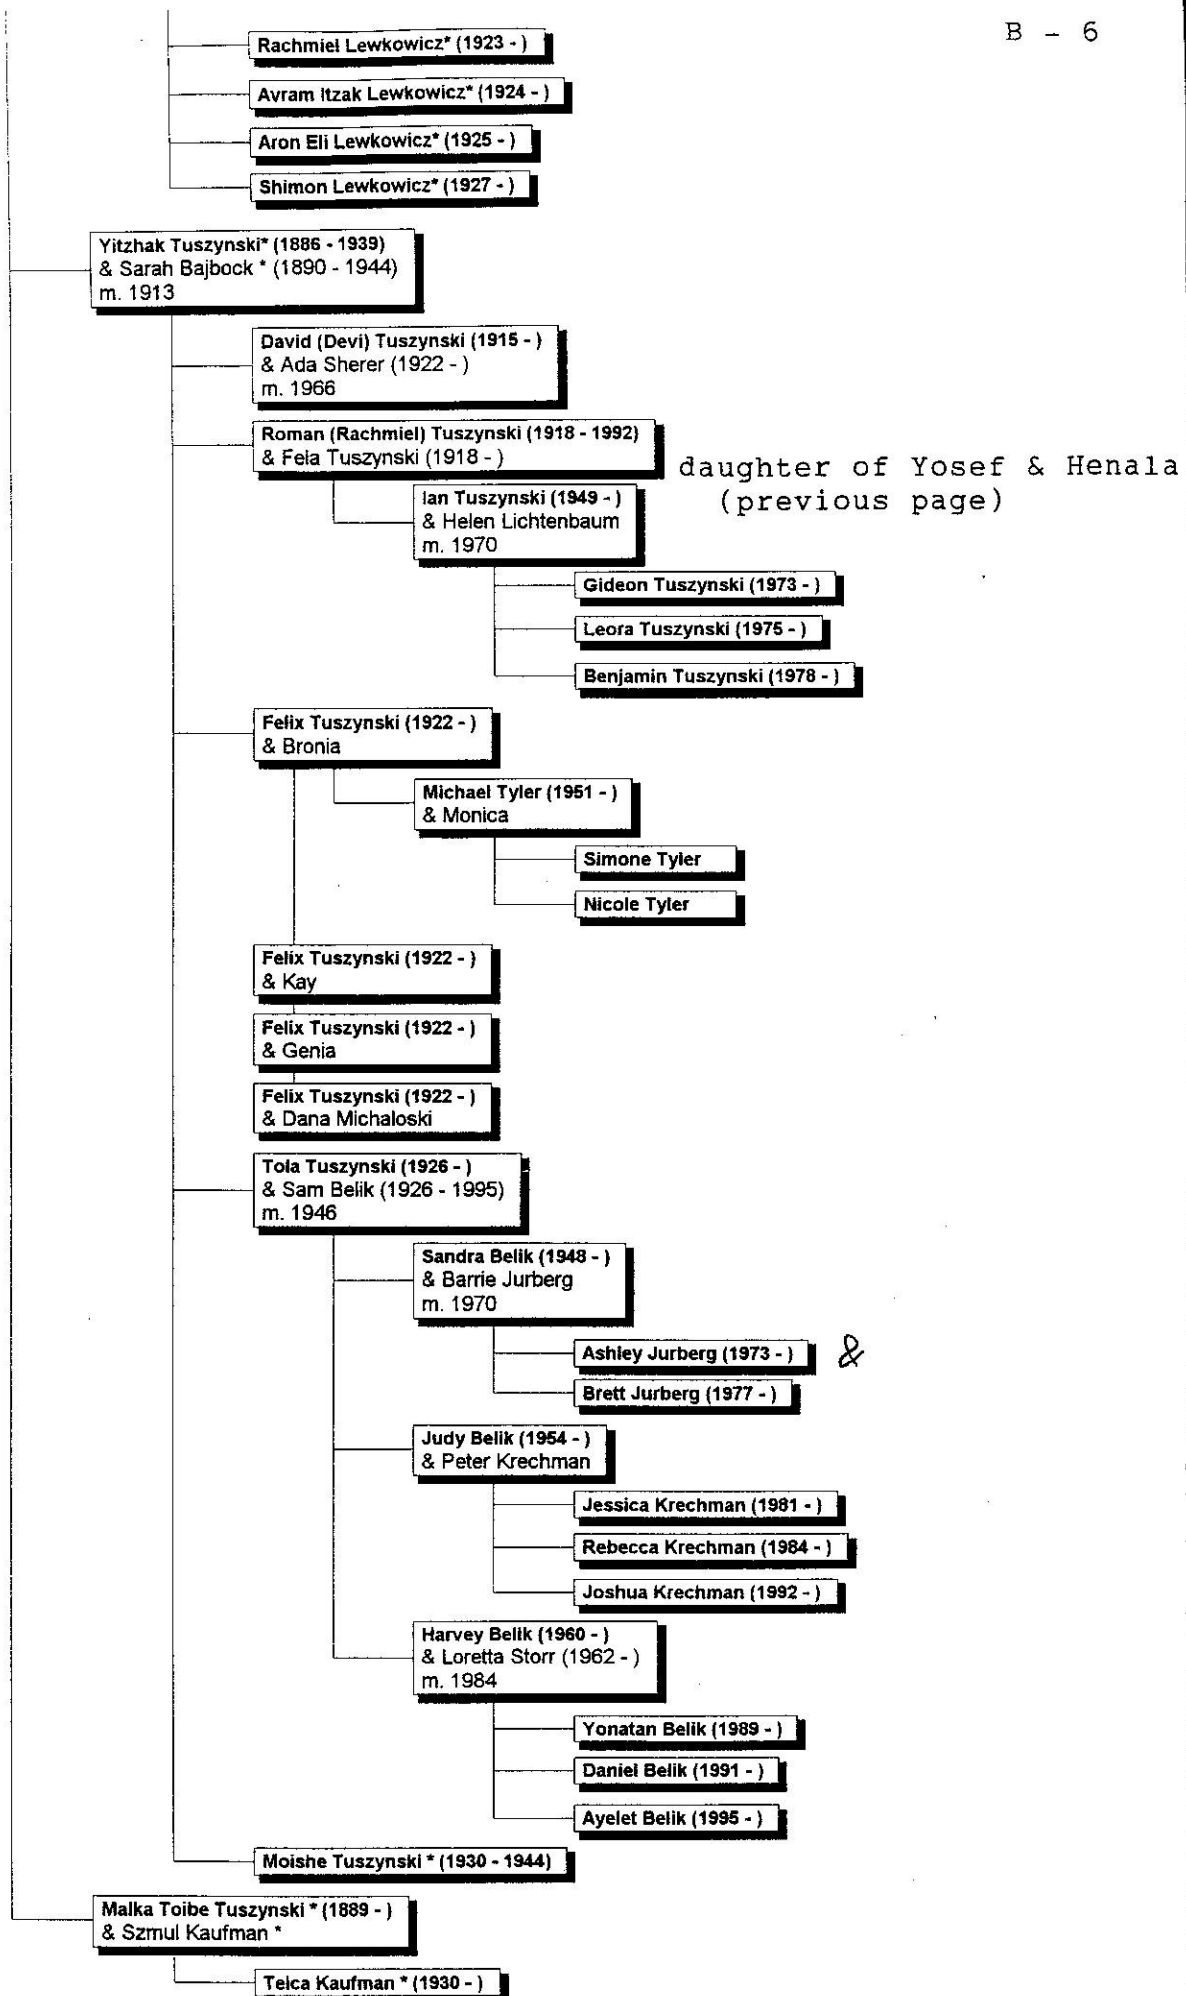 B - 6
Rachmiel Lewkowicz* (1923 - )
Avram Itzak Lewkowicz* (1924 - )
Aron Eli Lewkowicz* (1925 - )
Shimon Lewkowicz* (1927 - )
Yitzhak Tuszynski* (1886 - 1939)
& Sarah Bajbock * (1890 - 1944)
m. 1913
David (Devi) Tuszynski (1915 - )
& Ada Sherer (1922 - )
m. 1966
Roman (Rachmiel) Tuszynski (1918 - 1992)
& Fela Tuszynski (1918 - )
daughter of Yosef & Henala
(previous page)
Ian Tuszynski (1949 - )
& Helen Lichtenbaum
m. 1970
Gideon Tuszynski (1973 - )
Leora Tuszynski (1975 - )
Benjamin Tuszynski (1978 - )
Felix Tuszynski (1922 - )
& Bronia
Michael Tyler (1951 - )
& Monica
Simone Tyler
Nicole Tyler
Felix Tuszynski (1922 - )
& Kay
Felix Tuszynski (1922 - )
& Genia
Felix Tuszynski (1922 - )
& Dana Michaloski
Tola Tuszynski (1926 - )
& Sam Belik (1926 - 1995)
m. 1946
Sandra Belik (1948 - )
& Barrie Jurberg
m. 1970
Ashley Jurberg (1973 - ) &
Brett Jurberg (1977 - )
Judy Belik (1954 - )
& Peter Krechman
Jessica Krechman (1981 - )
Rebecca Krechman (1984 - )
Joshua Krechman (1992 - )
Harvey Belik (1960 - )
& Loretta Storr (1962 - )
m. 1984
Yonatan Belik (1989 - )
Daniel Belik (1991 - )
Ayelet Belik (1995 - )
Moishe Tuszynski * (1930 - 1944)
Malka Toibe Tuszynski * (1889 - )
& Szmul Kaufman *
Telca Kaufman * (1930 - )